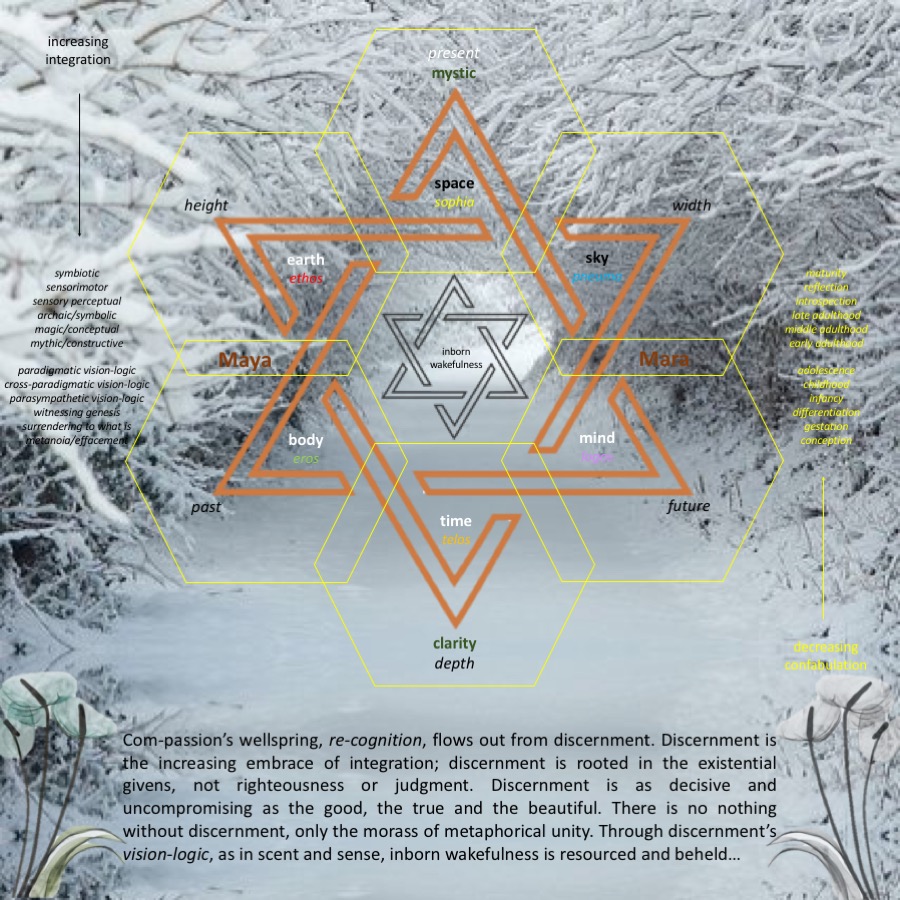 increasing
integration
present
mystic
space
sophia
height
width
earth
ethos
sky
symbiotic
sensorimotor
sensory perceptual
archaic/symbolic
magic/conceptual
mythic/constructive
maturity
reflection
introspection
late adulthood
middle adulthood
early adulthood
inborn
wakefulness
Maya
Mara
paradigmatic vision-logic
cross-paradigmatic vision-logic
parasympathetic vision-logic
witnessing genesis
surrendering to what is
metanoia/effacement
adolescence
childhood
infancy
differentiation
gestation
conception
body
eros
mind
past
future
time
telos
clarity
depth
decreasing
confabulation
Com-passion’s wellspring, re-cognition, flows out from discernment. Discernment is
the increasing embrace of integration; discernment is rooted in the existential
givens, not righteousness or judgment. Discernment is as decisive and
uncompromising as the good, the true and the beautiful. There is no nothing
without discernment, only the morass of metaphorical unity. Through discernment’s
vision-logic, as in scent and sense, inborn wakefulness is resourced and beheld…